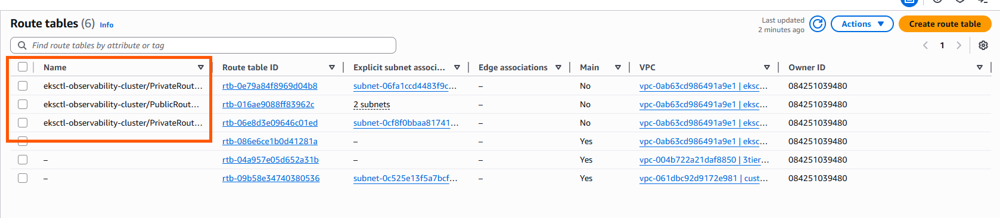 Route tables (6) Info
Last updated
2 minutes ago
Actions
Create route table
Find route tables by attribute or tag
1
Name Route table ID Explicit subnet associ... Edge associations Main VPC Owner ID
eksctl-observability-cluster/PrivateRout... rtb-0e79a84f8969d04b8 subnet-06fa1ccd4483f9c... – No vpc-0ab63cd986491a9e1 | eksc... 084251039480
eksctl-observability-cluster/PublicRout... rtb-016ae9088ff83962c 2 subnets – No vpc-0ab63cd986491a9e1 | eksc... 084251039480
eksctl-observability-cluster/PrivateRout... rtb-06e8d3e09646c01ed subnet-0cf8f0bbaa81741... – No vpc-0ab63cd986491a9e1 | eksc... 084251039480
rtb-086e6ce1b0d41281a – – Yes vpc-0ab63cd986491a9e1 | eksc... 084251039480
– rtb-04a957e05d652a31b – – Yes vpc-004b722a21daf8850 | 3tier... 084251039480
– rtb-09b58e34740380536 subnet-0c525e13f5a7bcf... – Yes vpc-061dbc92d9172e981 | cust... 084251039480